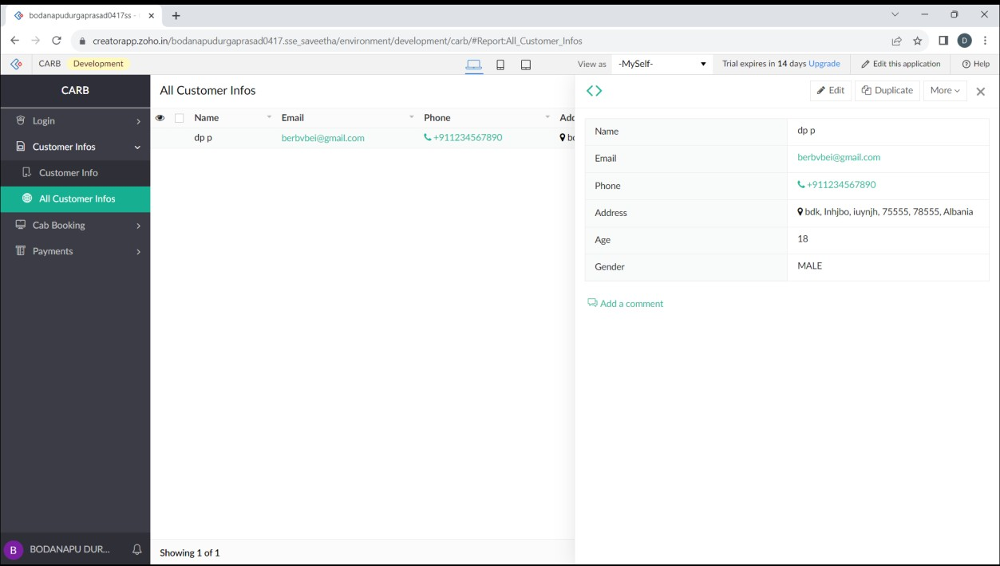 bodanapudurgaprasad0417ss -
creatorapp.zoho.in/bodanapudurgaprasad0417.sse_saveetha/environment/development/carb/#Report:All_Customer_Infos
D
CARB Development
View as -MySelf-
Trial expires in 14 days Upgrade
Edit this application
Help
CARB
Login
Customer Infos
Customer Info
All Customer Infos
Cab Booking
Payments
B BODANAPU DUR...
All Customer Infos
Name Email Phone Adc
dp p berbvbei@gmail.com +911234567890
Showing 1 of 1
Edit Duplicate More
Name dp p
Email berbvbei@gmail.com
Phone +911234567890
Address bdk, Inhjbo, iuynjh, 75555, 78555, Albania
Age 18
Gender MALE
Add a comment